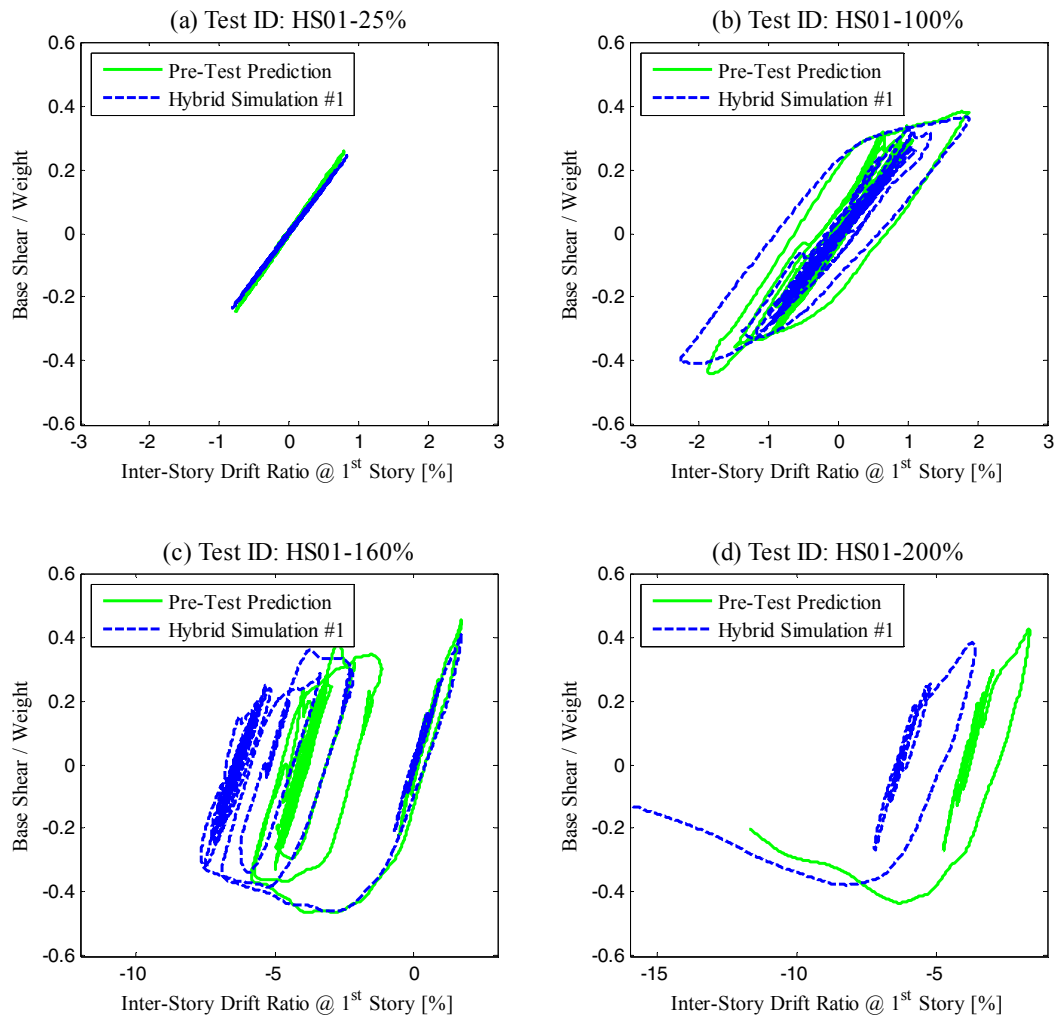 (a) Test ID: HS01-25%
0.6
0.4
0.2
0
-0.2
-0.4
-0.6
Base Shear / Weight
Pre-Test Prediction
Hybrid Simulation #1
-3 -2 -1 0 1 2 3
Inter-Story Drift Ratio @ 1st Story [%]
(b) Test ID: HS01-100%
0.6
0.4
0.2
0
-0.2
-0.4
-0.6
Base Shear / Weight
Pre-Test Prediction
Hybrid Simulation #1
-3 -2 -1 0 1 2 3
Inter-Story Drift Ratio @ 1st Story [%]
(c) Test ID: HS01-160%
0.6
0.4
0.2
0
-0.2
-0.4
-0.6
Base Shear / Weight
Pre-Test Prediction
Hybrid Simulation #1
-10 -5 0
Inter-Story Drift Ratio @ 1st Story [%]
(d) Test ID: HS01-200%
0.6
0.4
0.2
0
-0.2
-0.4
-0.6
Base Shear / Weight
Pre-Test Prediction
Hybrid Simulation #1
-15 -10 -5
Inter-Story Drift Ratio @ 1st Story [%]